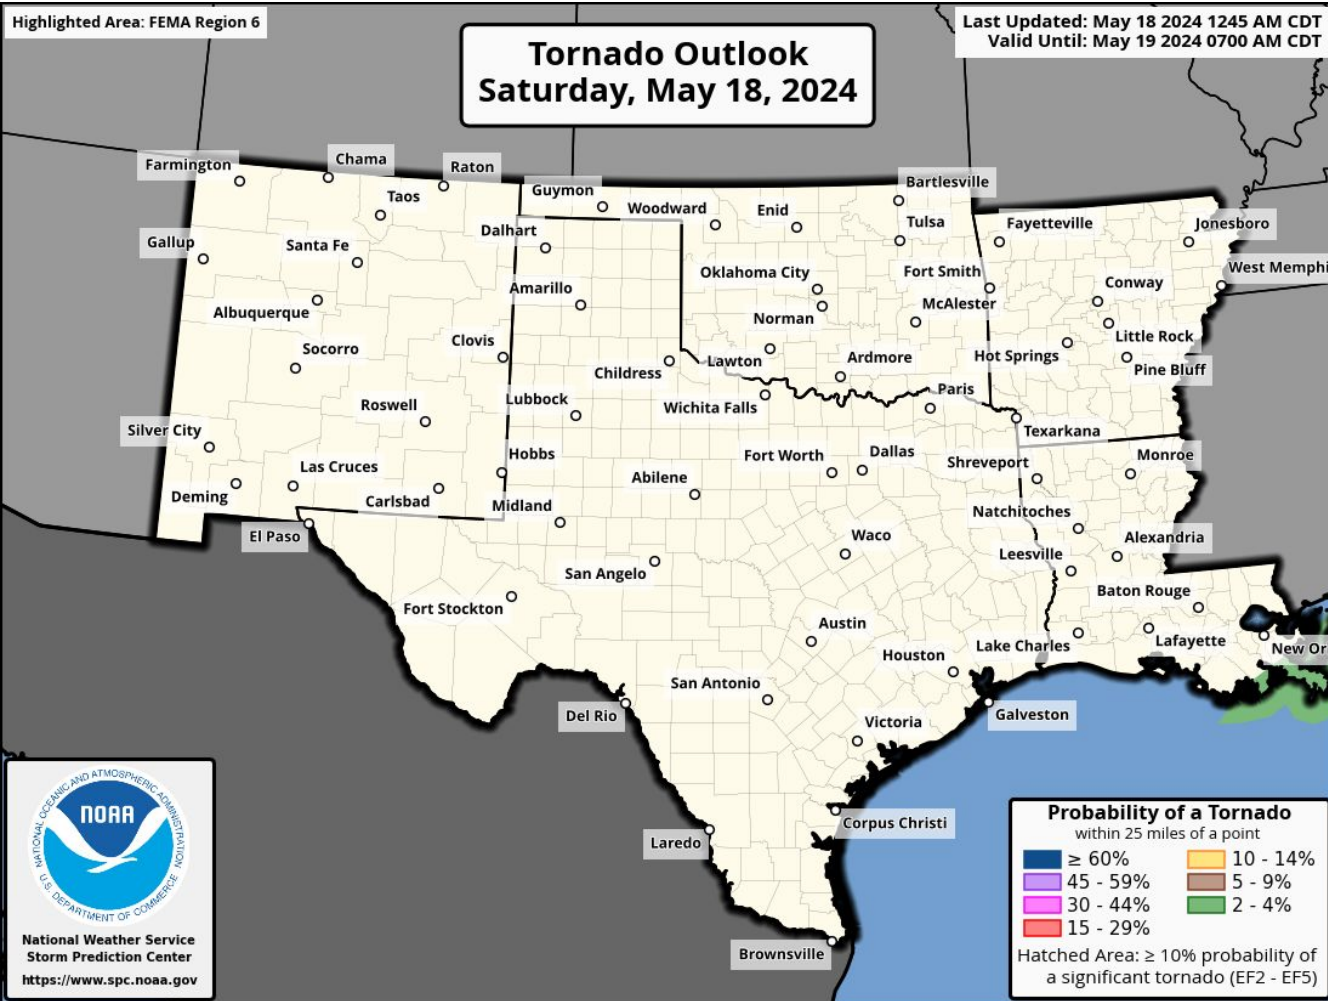 Highlighted Area: FEMA Region 6
Last Updated: May 18 2024 1245 AM CDT
Valid Until: May 19 2024 0700 AM CDT
Tornado Outlook
Saturday, May 18, 2024
Farmington
Chama
Raton
Taos
Guymon
Woodward
Enid
Bartlesville
Tulsa
Fayetteville
Jonesboro
Gallup
Santa Fe
Dalhart
Oklahoma City
Fort Smith
West Memphi
Albuquerque
Amarillo
Norman
McAlester
Conway
Socorro
Clovis
Childress
Lawton
Ardmore
Hot Springs
Little Rock
Pine Bluff
Roswell
Lubbock
Wichita Falls
Paris
Texarkana
Silver City
Las Cruces
Hobbs
Abilene
Fort Worth
Dallas
Shreveport
Monroe
Deming
Carlsbad
Midland
Natchitoches
El Paso
San Angelo
Waco
Leesville
Alexandria
Fort Stockton
Austin
Baton Rouge
Houston
Lake Charles
Lafayette
New Or
San Antonio
Del Rio
Victoria
Galveston
Laredo
Corpus Christi
Brownsville
NATIONAL OCEANIC AND ATMOSPHERIC ADMINISTRATION
NOAA
U.S. DEPARTMENT OF COMMERCE
National Weather Service
Storm Prediction Center
https://www.spc.noaa.gov
Probability of a Tornado
within 25 miles of a point
≥ 60%
45 - 59%
30 - 44%
15 - 29%
10 - 14%
5 - 9%
2 - 4%
Hatched Area: ≥ 10% probability of
a significant tornado (EF2 - EF5)